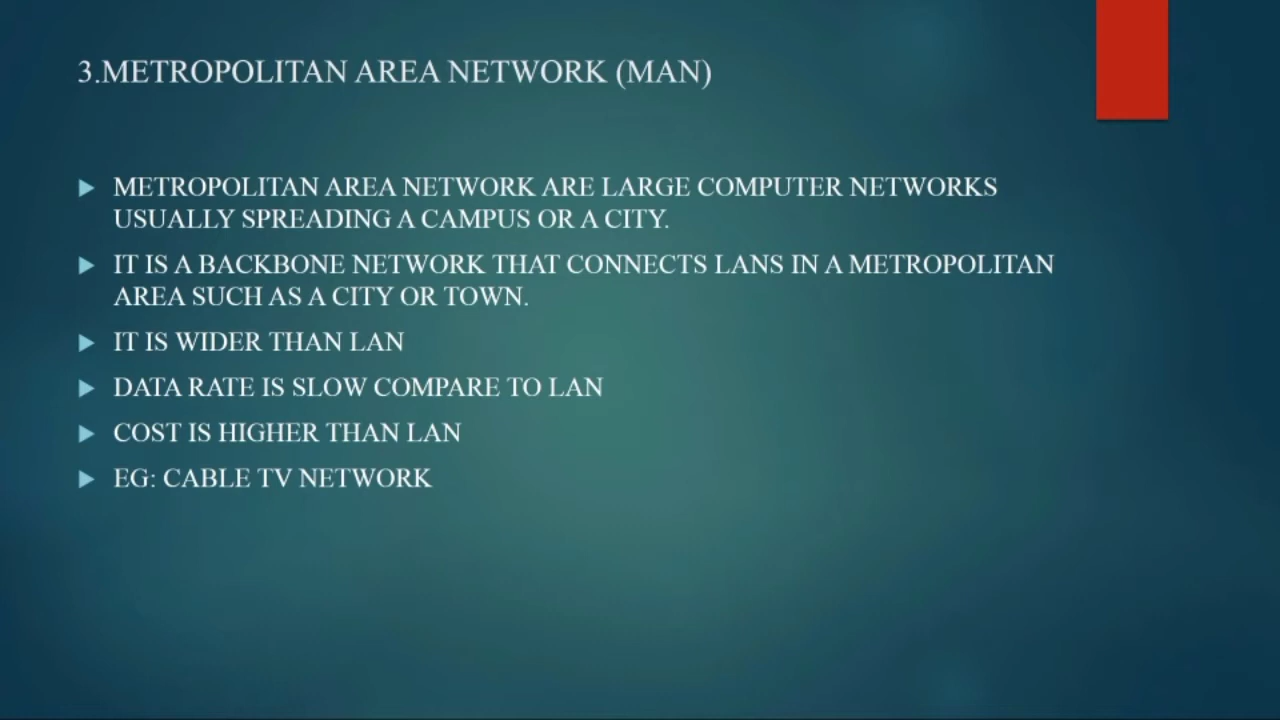 3.METROPOLITAN AREA NETWORK (MAN)
METROPOLITAN AREA NETWORK ARE LARGE COMPUTER NETWORKS
USUALLY SPREADING A CAMPUS OR A CITY.
IT IS A BACKBONE NETWORK THAT CONNECTS LANS IN A METROPOLITAN
AREA SUCH AS A CITY OR TOWN.
IT IS WIDER THAN LAN
DATA RATE IS SLOW COMPARE TO LAN
COST IS HIGHER THAN LAN
EG: CABLE TV NETWORK